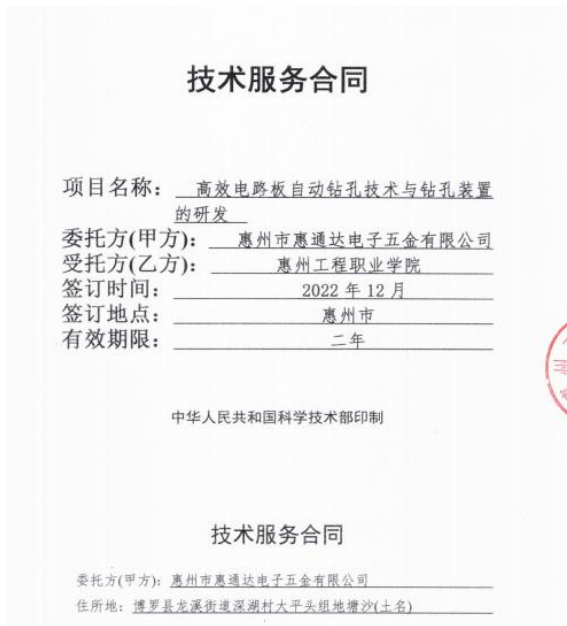 技术服务合同
项目名称: 高效电路板自动钻孔技术与钻孔装置
的研发
委托方(甲方): 惠州市惠通达电子五金有限公司
受托方(乙方): 惠州工程职业学院
签订时间: 2022 年 12 月
签订地点: 惠州市
有效期限: 二年
中华人民共和国科学技术部印制
技术服务合同
委托方(甲方): 惠州市惠通达电子五金有限公司
住所地: 博罗县龙溪街道深湖村大平头组地塘沙(土名)